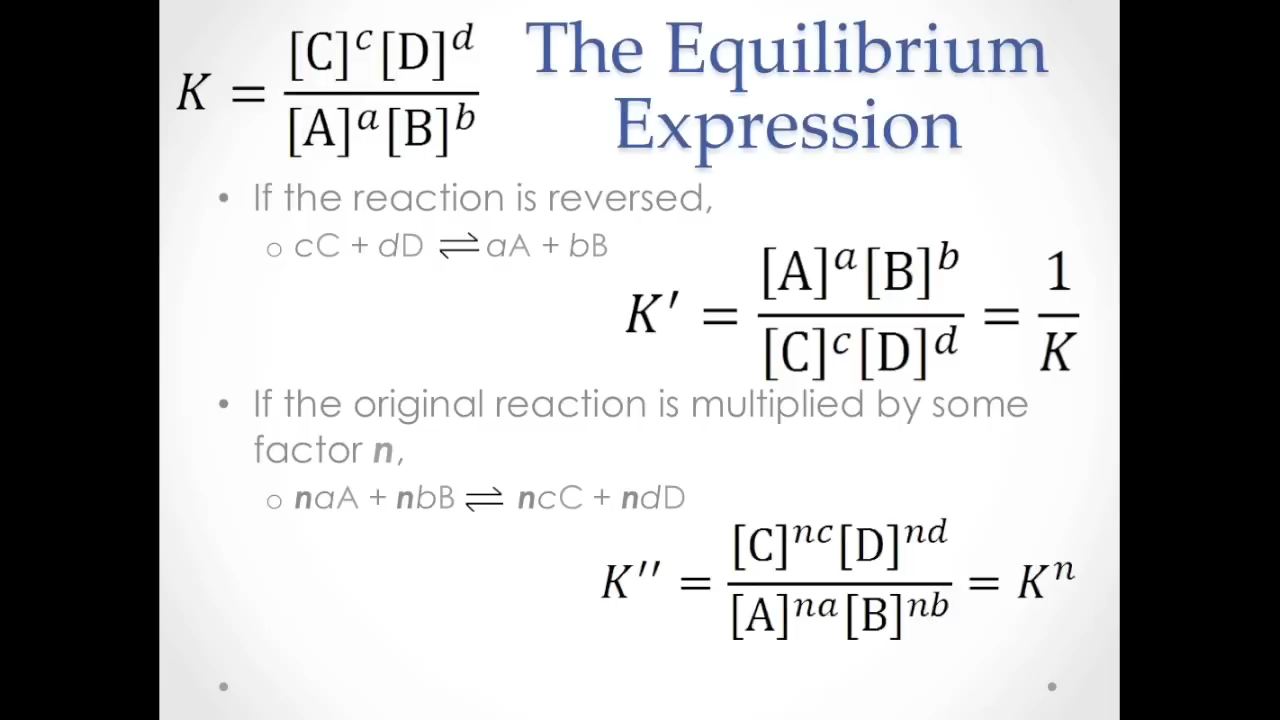 The Equilibrium
Expression
K = [C]ᶜ[D]ᵈ / [A]ᵃ[B]ᵇ
• If the reaction is reversed,
o cC + dD ⇌ aA + bB
K′ = [A]ᵃ[B]ᵇ / [C]ᶜ[D]ᵈ = 1 / K
• If the original reaction is multiplied by some
factor n,
o naA + nbB ⇌ ncC + ndD
K′′ = [C]ⁿᶜ[D]ⁿᵈ / [A]ⁿᵃ[B]ⁿᵇ = Kⁿ